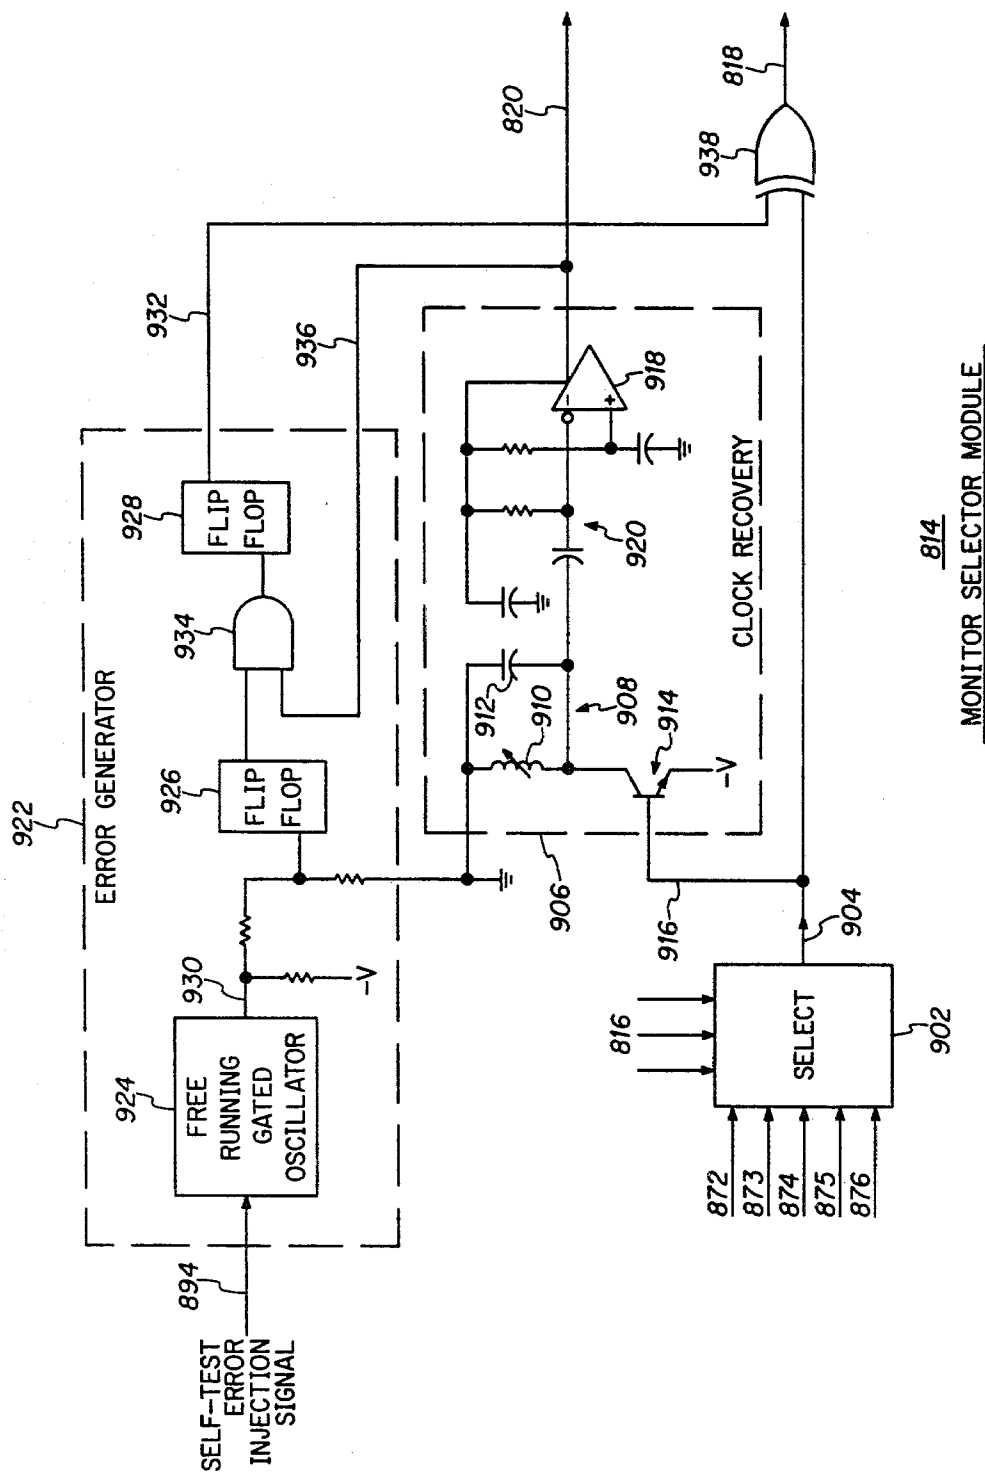 SELF-TEST
ERROR
INJECTION
SIGNAL
894
922
ERROR GENERATOR
924
FREE
RUNNING
GATED
OSCILLATOR
930
-V
926
FLIP
FLOP
934
928
FLIP
FLOP
932
936
820
818
938
906
908
910
912
914
-V
916
918
-
+
920
CLOCK RECOVERY
872
873
874
875
876
816
SELECT
902
904
814
MONITOR SELECTOR MODULE